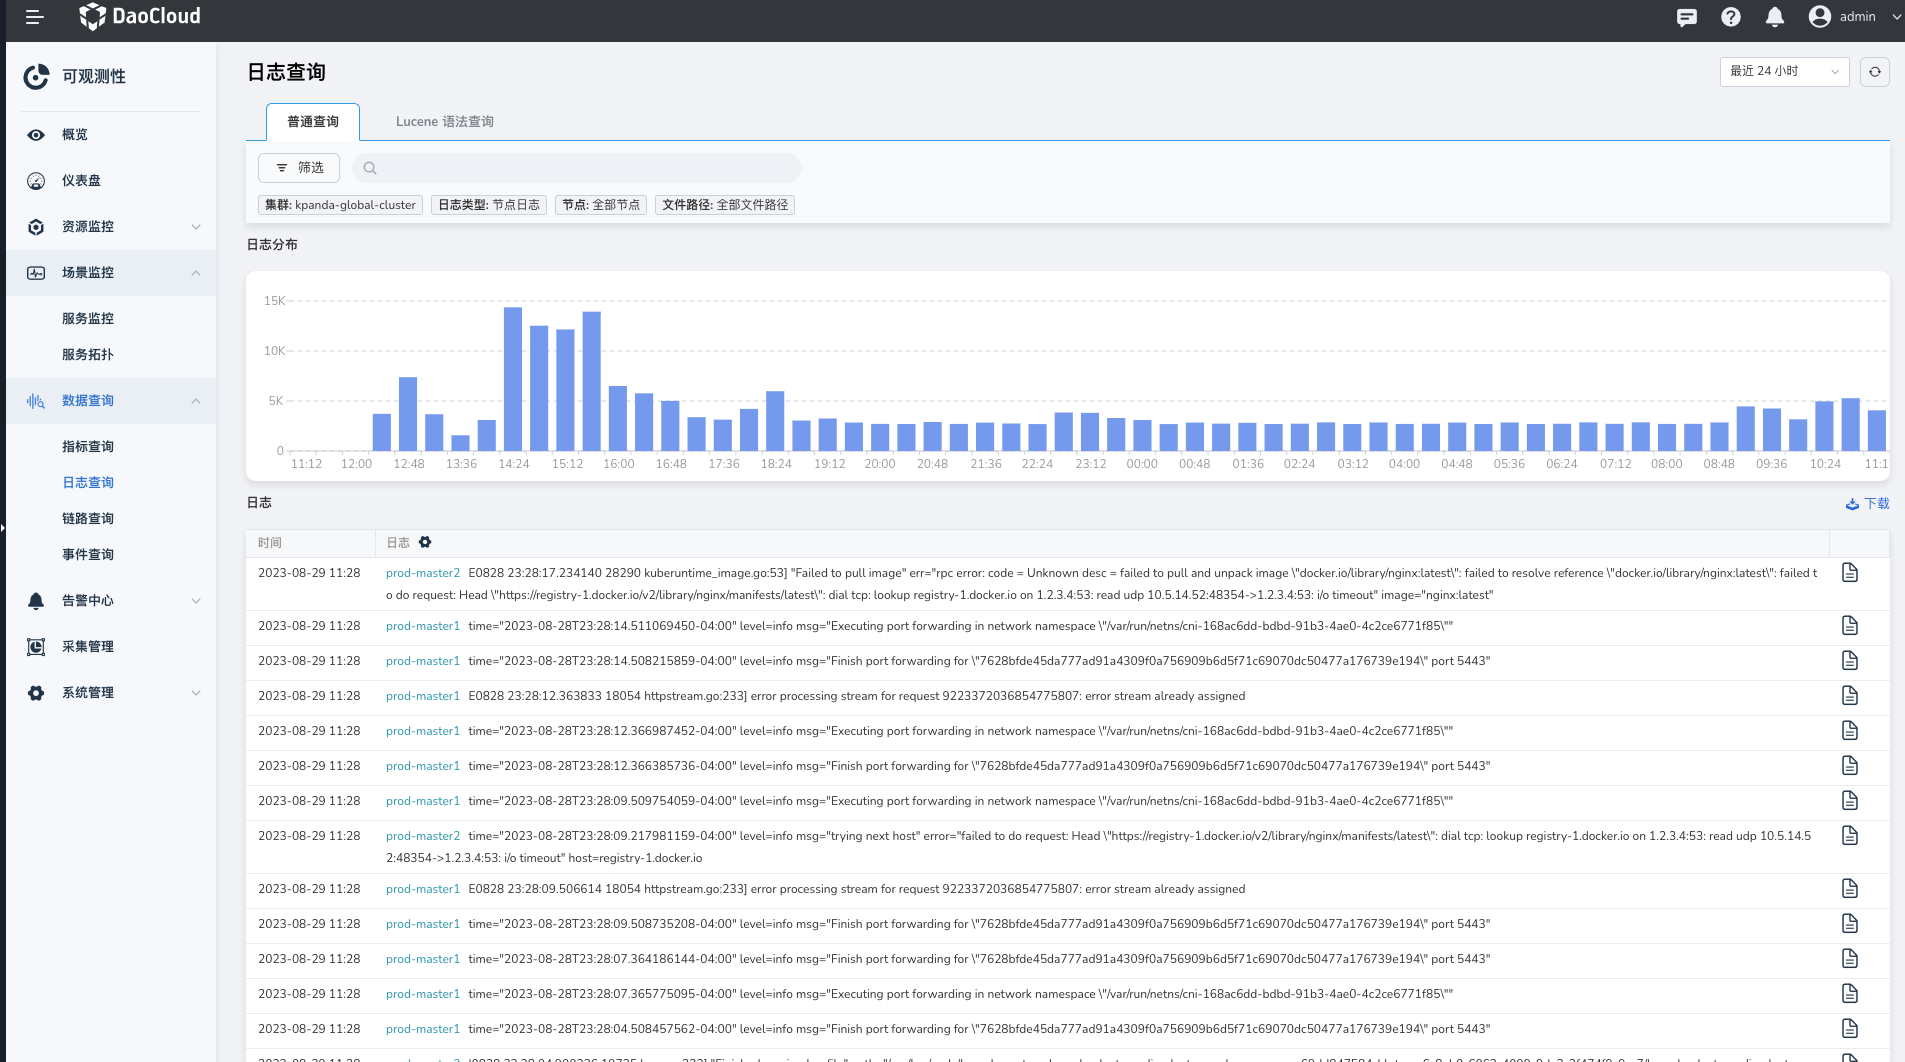 DaoCloud
admin
可观测性
概览
仪表盘
资源监控
场景监控
服务监控
服务拓扑
数据查询
指标查询
日志查询
链路查询
事件查询
告警中心
采集管理
系统管理
日志查询
最近 24 小时
普通查询 Lucene 语法查询
筛选
集群: kpanda-global-cluster 日志类型: 节点日志 节点: 全部节点 文件路径: 全部文件路径
日志分布
15K
10K
5K
0
11:12 12:00 12:48 13:36 14:24 15:12 16:00 16:48 17:36 18:24 19:12 20:00 20:48 21:36 22:24 23:12 00:00 00:48 01:36 02:24 03:12 04:00 04:48 05:36 06:24 07:12 08:00 08:48 09:36 10:24 11:1
日志 下载
时间 日志
2023-08-29 11:28 prod-master2 E0828 23:28:17.234140 28290 kuberuntime_image.go:53] "Failed to pull image" err="rpc error: code = Unknown desc = failed to pull and unpack image \"docker.io/library/nginx:latest\": failed to resolve reference \"docker.io/library/nginx:latest\": failed t
o do request: Head \"https://registry-1.docker.io/v2/library/nginx/manifests/latest\": dial tcp: lookup registry-1.docker.io on 1.2.3.4:53: read udp 10.5.14.52:48354->1.2.3.4:53: i/o timeout" image="nginx:latest"
2023-08-29 11:28 prod-master1 time="2023-08-28T23:28:14.511069450-04:00" level=info msg="Executing port forwarding in network namespace \"/var/run/netns/cni-168ac6dd-bdbd-91b3-4ae0-4c2ce6771f85\""
2023-08-29 11:28 prod-master1 time="2023-08-28T23:28:14.508215859-04:00" level=info msg="Finish port forwarding for \"7628bfde45da777ad91a4309f0a756909b6d5f71c69070dc50477a176739e194\" port 5443"
2023-08-29 11:28 prod-master1 E0828 23:28:12.363833 18054 httpstream.go:233] error processing stream for request 9223372036854775807: error stream already assigned
2023-08-29 11:28 prod-master1 time="2023-08-28T23:28:12.366987452-04:00" level=info msg="Executing port forwarding in network namespace \"/var/run/netns/cni-168ac6dd-bdbd-91b3-4ae0-4c2ce6771f85\""
2023-08-29 11:28 prod-master1 time="2023-08-28T23:28:12.366385736-04:00" level=info msg="Finish port forwarding for \"7628bfde45da777ad91a4309f0a756909b6d5f71c69070dc50477a176739e194\" port 5443"
2023-08-29 11:28 prod-master1 time="2023-08-28T23:28:09.509754059-04:00" level=info msg="Executing port forwarding in network namespace \"/var/run/netns/cni-168ac6dd-bdbd-91b3-4ae0-4c2ce6771f85\""
2023-08-29 11:28 prod-master2 time="2023-08-28T23:28:09.217981159-04:00" level=info msg="trying next host" error="failed to do request: Head \"https://registry-1.docker.io/v2/library/nginx/manifests/latest\": dial tcp: lookup registry-1.docker.io on 1.2.3.4:53: read udp 10.5.14.5
2:48354->1.2.3.4:53: i/o timeout" host=registry-1.docker.io
2023-08-29 11:28 prod-master1 E0828 23:28:09.506614 18054 httpstream.go:233] error processing stream for request 9223372036854775807: error stream already assigned
2023-08-29 11:28 prod-master1 time="2023-08-28T23:28:09.508735208-04:00" level=info msg="Finish port forwarding for \"7628bfde45da777ad91a4309f0a756909b6d5f71c69070dc50477a176739e194\" port 5443"
2023-08-29 11:28 prod-master1 time="2023-08-28T23:28:07.364186144-04:00" level=info msg="Finish port forwarding for \"7628bfde45da777ad91a4309f0a756909b6d5f71c69070dc50477a176739e194\" port 5443"
2023-08-29 11:28 prod-master1 time="2023-08-28T23:28:07.365775095-04:00" level=info msg="Executing port forwarding in network namespace \"/var/run/netns/cni-168ac6dd-bdbd-91b3-4ae0-4c2ce6771f85\""
2023-08-29 11:28 prod-master1 time="2023-08-28T23:28:04.508457562-04:00" level=info msg="Finish port forwarding for \"7628bfde45da777ad91a4309f0a756909b6d5f71c69070dc50477a176739e194\" port 5443"